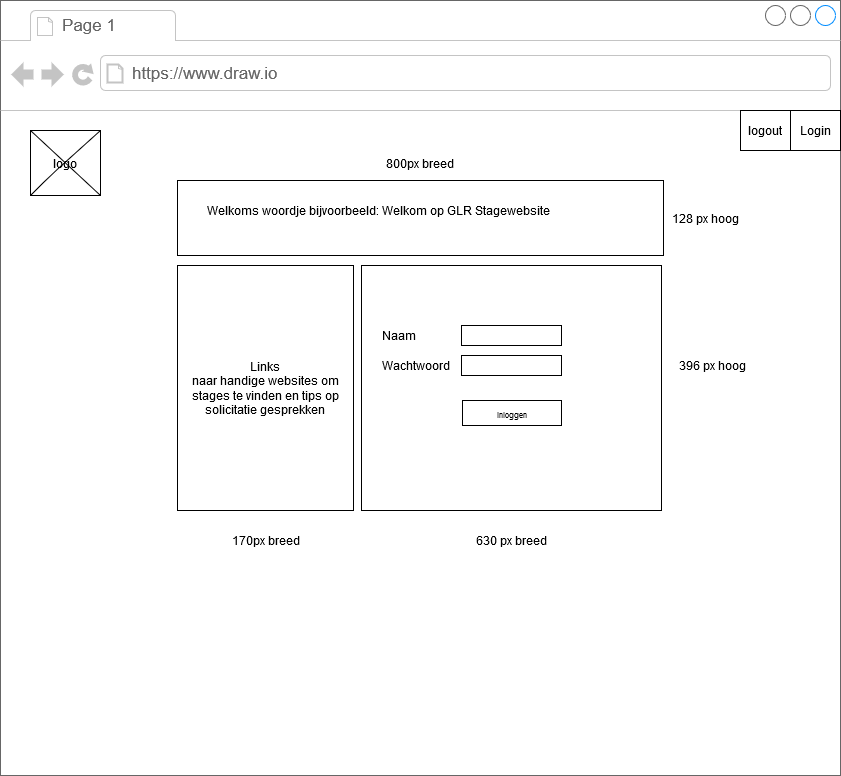 Page 1
https://www.draw.io
logout
Login
logo
800px breed
Welkoms woordje bijvoorbeeld: Welkom op GLR Stagewebsite
128 px hoog
Naam
Wachtwoord
Inloggen
Links
naar handige websites om
stages te vinden en tips op
solicitatie gesprekken
396 px hoog
170px breed
630 px breed